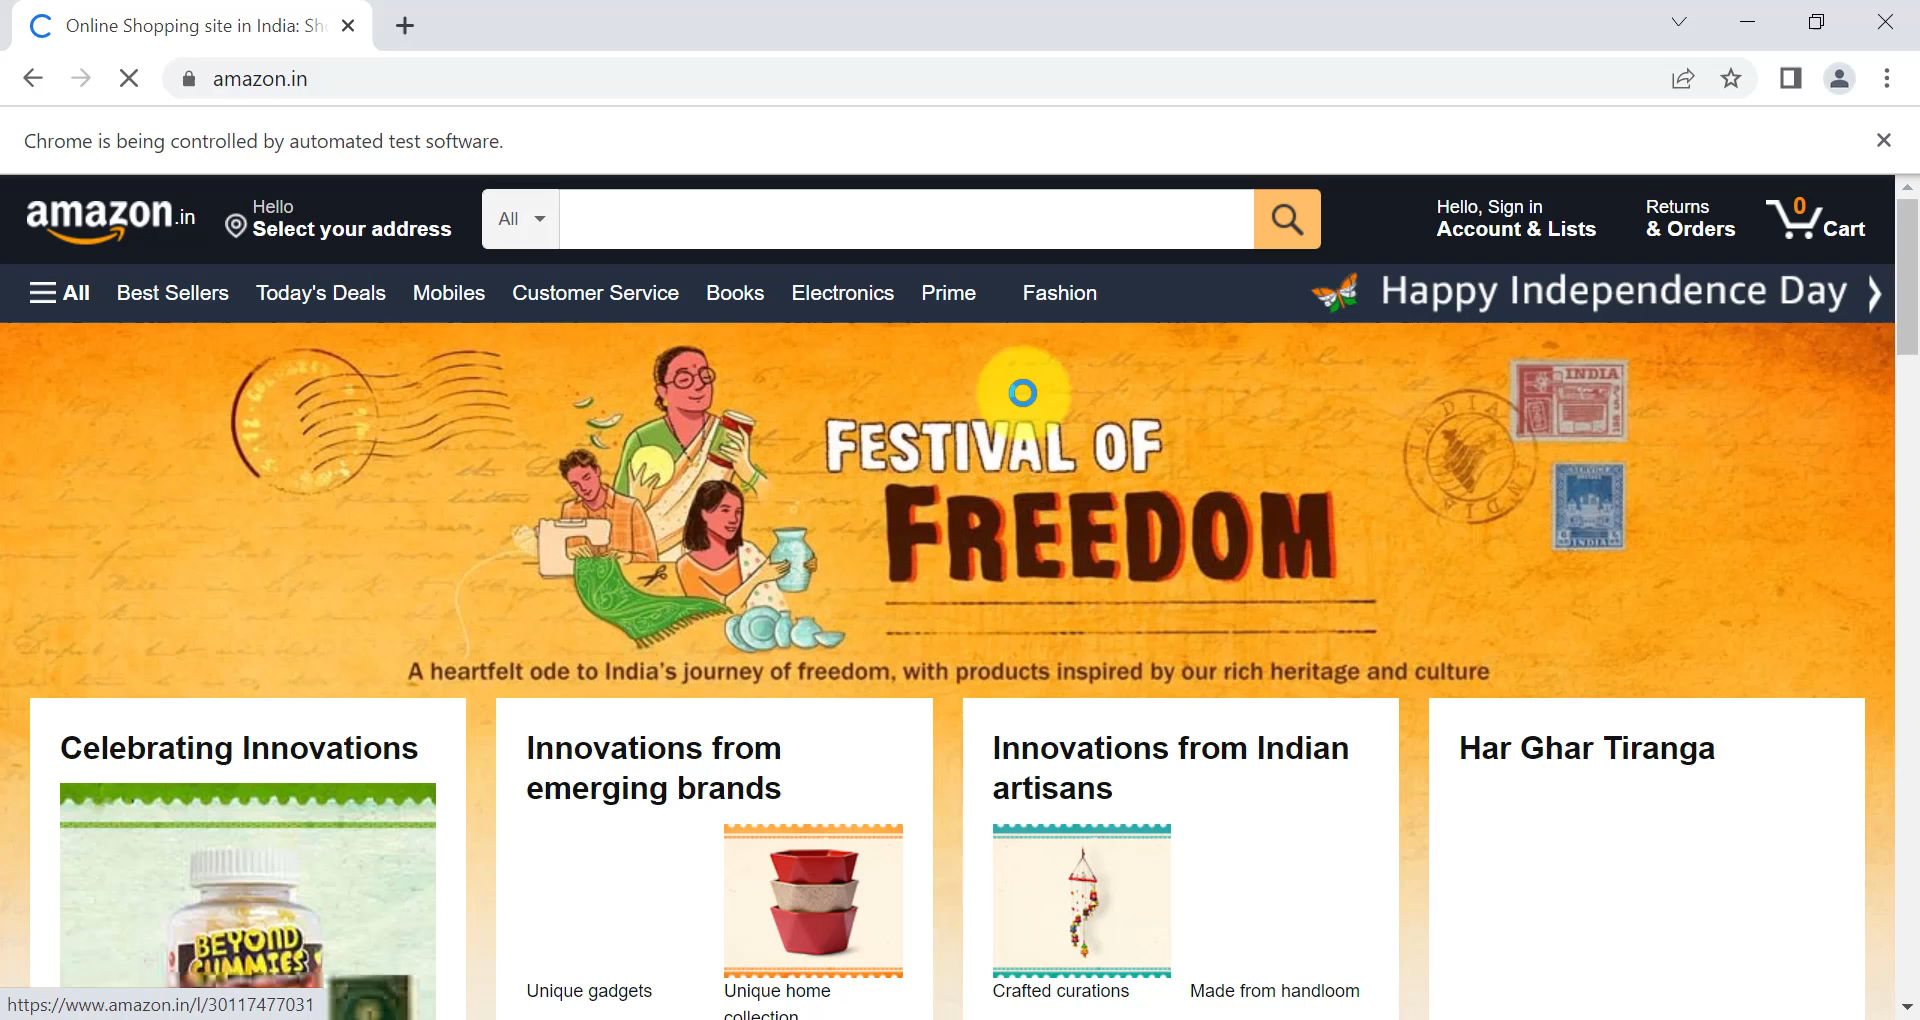 Online Shopping site in India: Sh
amazon.in
Chrome is being controlled by automated test software.
amazon.in
Hello
Select your address
All
Hello, Sign in
Account & Lists
Returns
& Orders
0
Cart
All
Best Sellers
Today's Deals
Mobiles
Customer Service
Books
Electronics
Prime
Fashion
Happy Independence Day
FESTIVAL OF
FREEDOM
INDIA
INDIA
INDIA
INDIA
A heartfelt ode to India's journey of freedom, with products inspired by our rich heritage and culture
Celebrating Innovations
Innovations from
emerging brands
Innovations from Indian
artisans
Har Ghar Tiranga
BEYOND
GUMMIES
Unique gadgets
Unique home
collection
Crafted curations
Made from handloom
https://www.amazon.in/l/30117477031